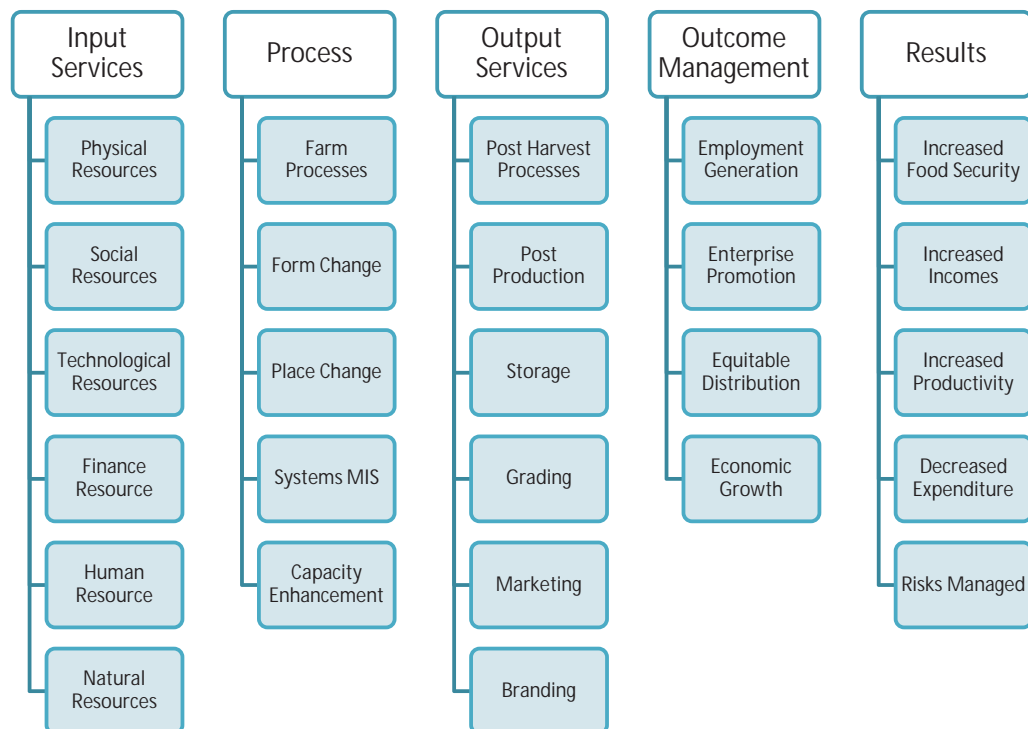 Input
Services
Physical
Resources
Social
Resources
Technological
Resources
Finance
Resource
Human
Resource
Natural
Resources
Process
Farm
Processes
Form Change
Place Change
Systems MIS
Capacity
Enhancement
Output
Services
Post Harvest
Processes
Post
Production
Storage
Grading
Marketing
Branding
Outcome
Management
Employment
Generation
Enterprise
Promotion
Equitable
Distribution
Economic
Growth
Results
Increased
Food Security
Increased
Incomes
Increased
Productivity
Decreased
Expenditure
Risks Managed